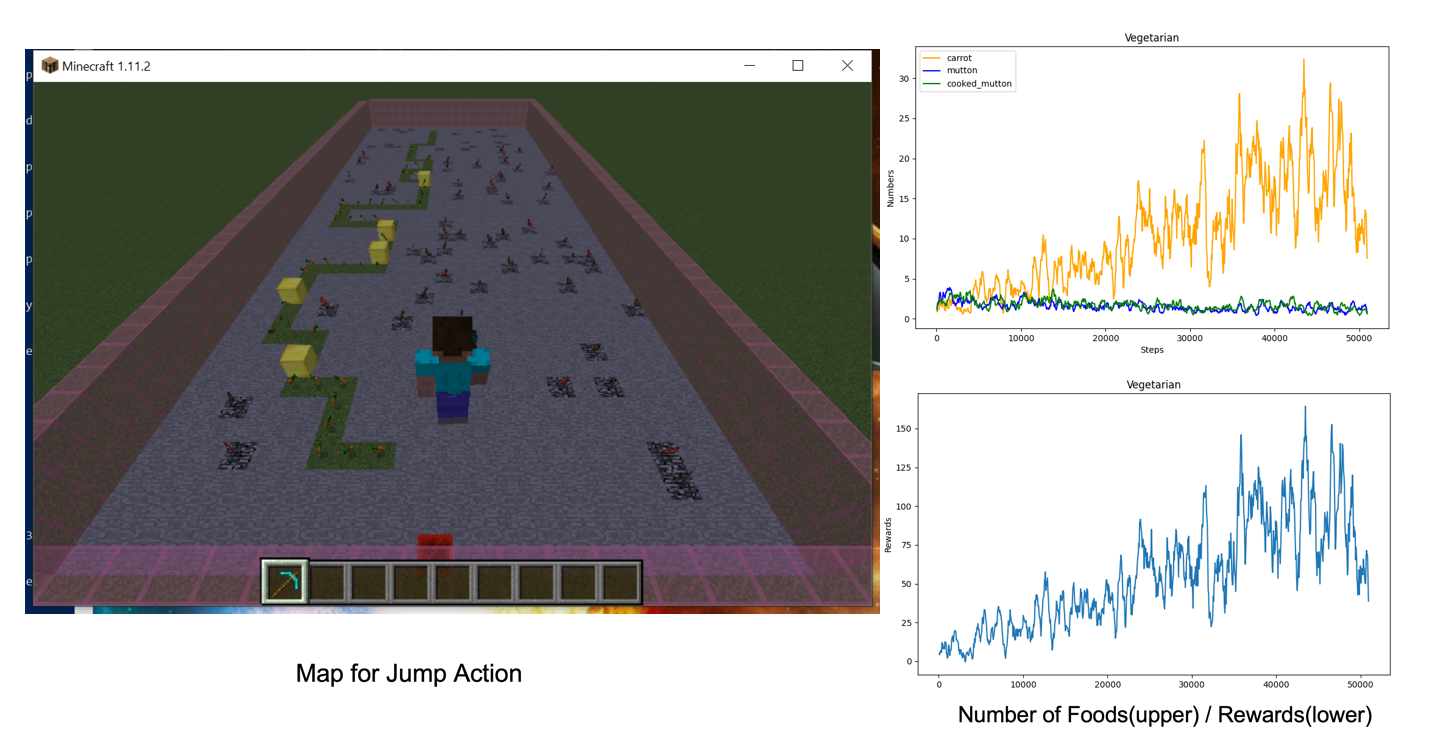 Minecraft 1.11.2
p
d
p
p
p
y
e
3
e
Map for Jump Action
Vegetarian
carrot
mutton
cooked_mutton
Numbers
30
25
20
15
10
5
0
0 10000 20000 30000 40000 50000
Steps
Vegetarian
Rewards
150
125
100
75
50
25
0
0 10000 20000 30000 40000 50000
Number of Foods(upper) / Rewards(lower)